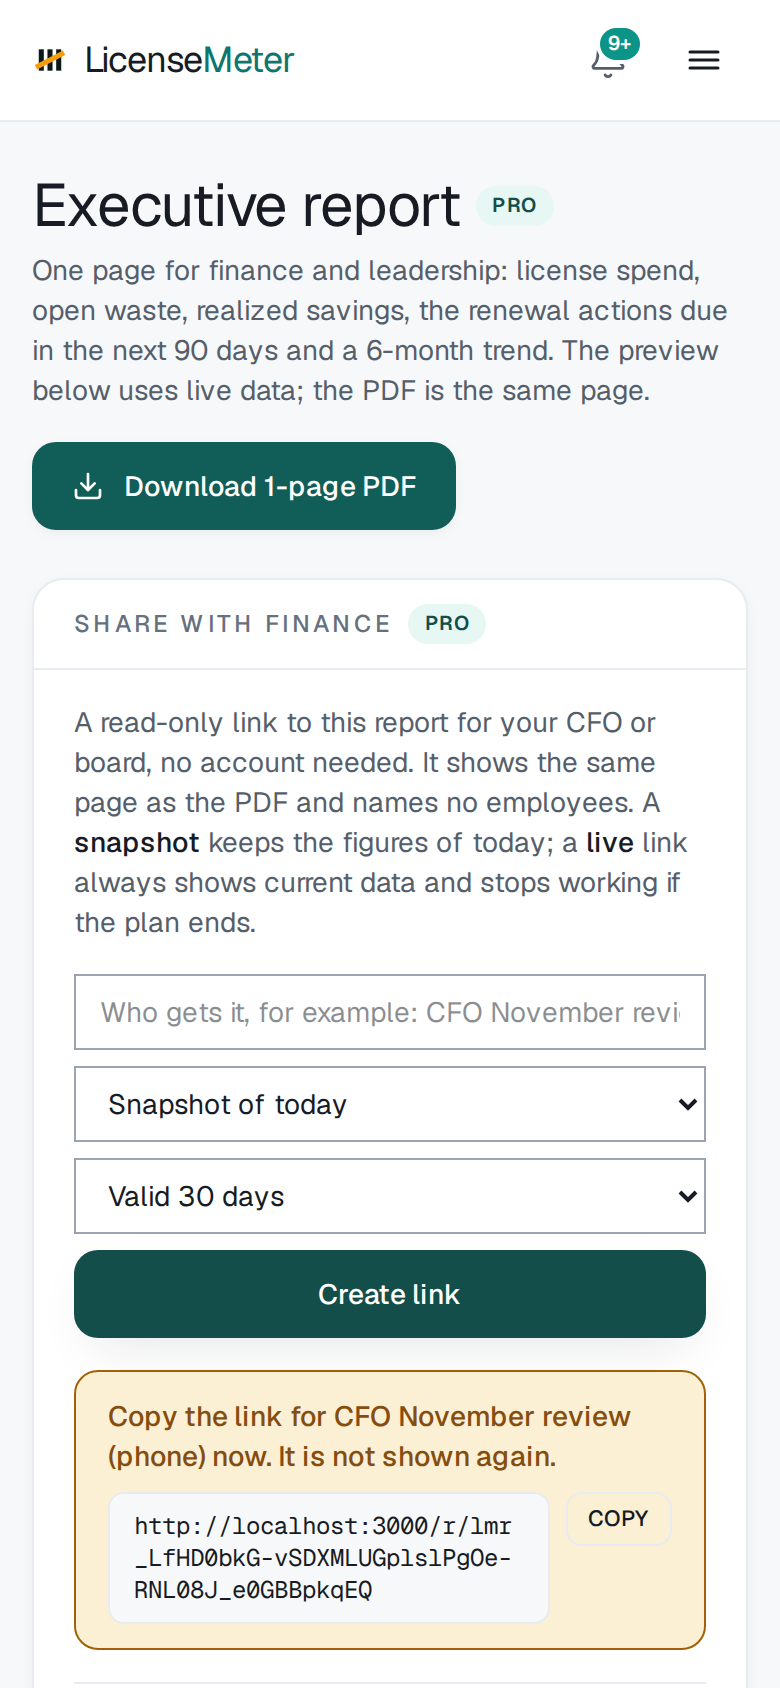 LicenseMeter
9+
Executive report PRO
One page for finance and leadership: license spend,
open waste, realized savings, the renewal actions due
in the next 90 days and a 6-month trend. The preview
below uses live data; the PDF is the same page.
Download 1-page PDF
SHARE WITH FINANCE PRO
A read-only link to this report for your CFO or
board, no account needed. It shows the same
page as the PDF and names no employees. A
snapshot keeps the figures of today; a live link
always shows current data and stops working if
the plan ends.
Who gets it, for example: CFO November revi
Snapshot of today
Valid 30 days
Create link
Copy the link for CFO November review
(phone) now. It is not shown again.
http://localhost:3000/r/lmr
_LfHD0bkG-vSDXMLUGplslPgOe-
RNL08J_e0GBBpkqEQ
COPY